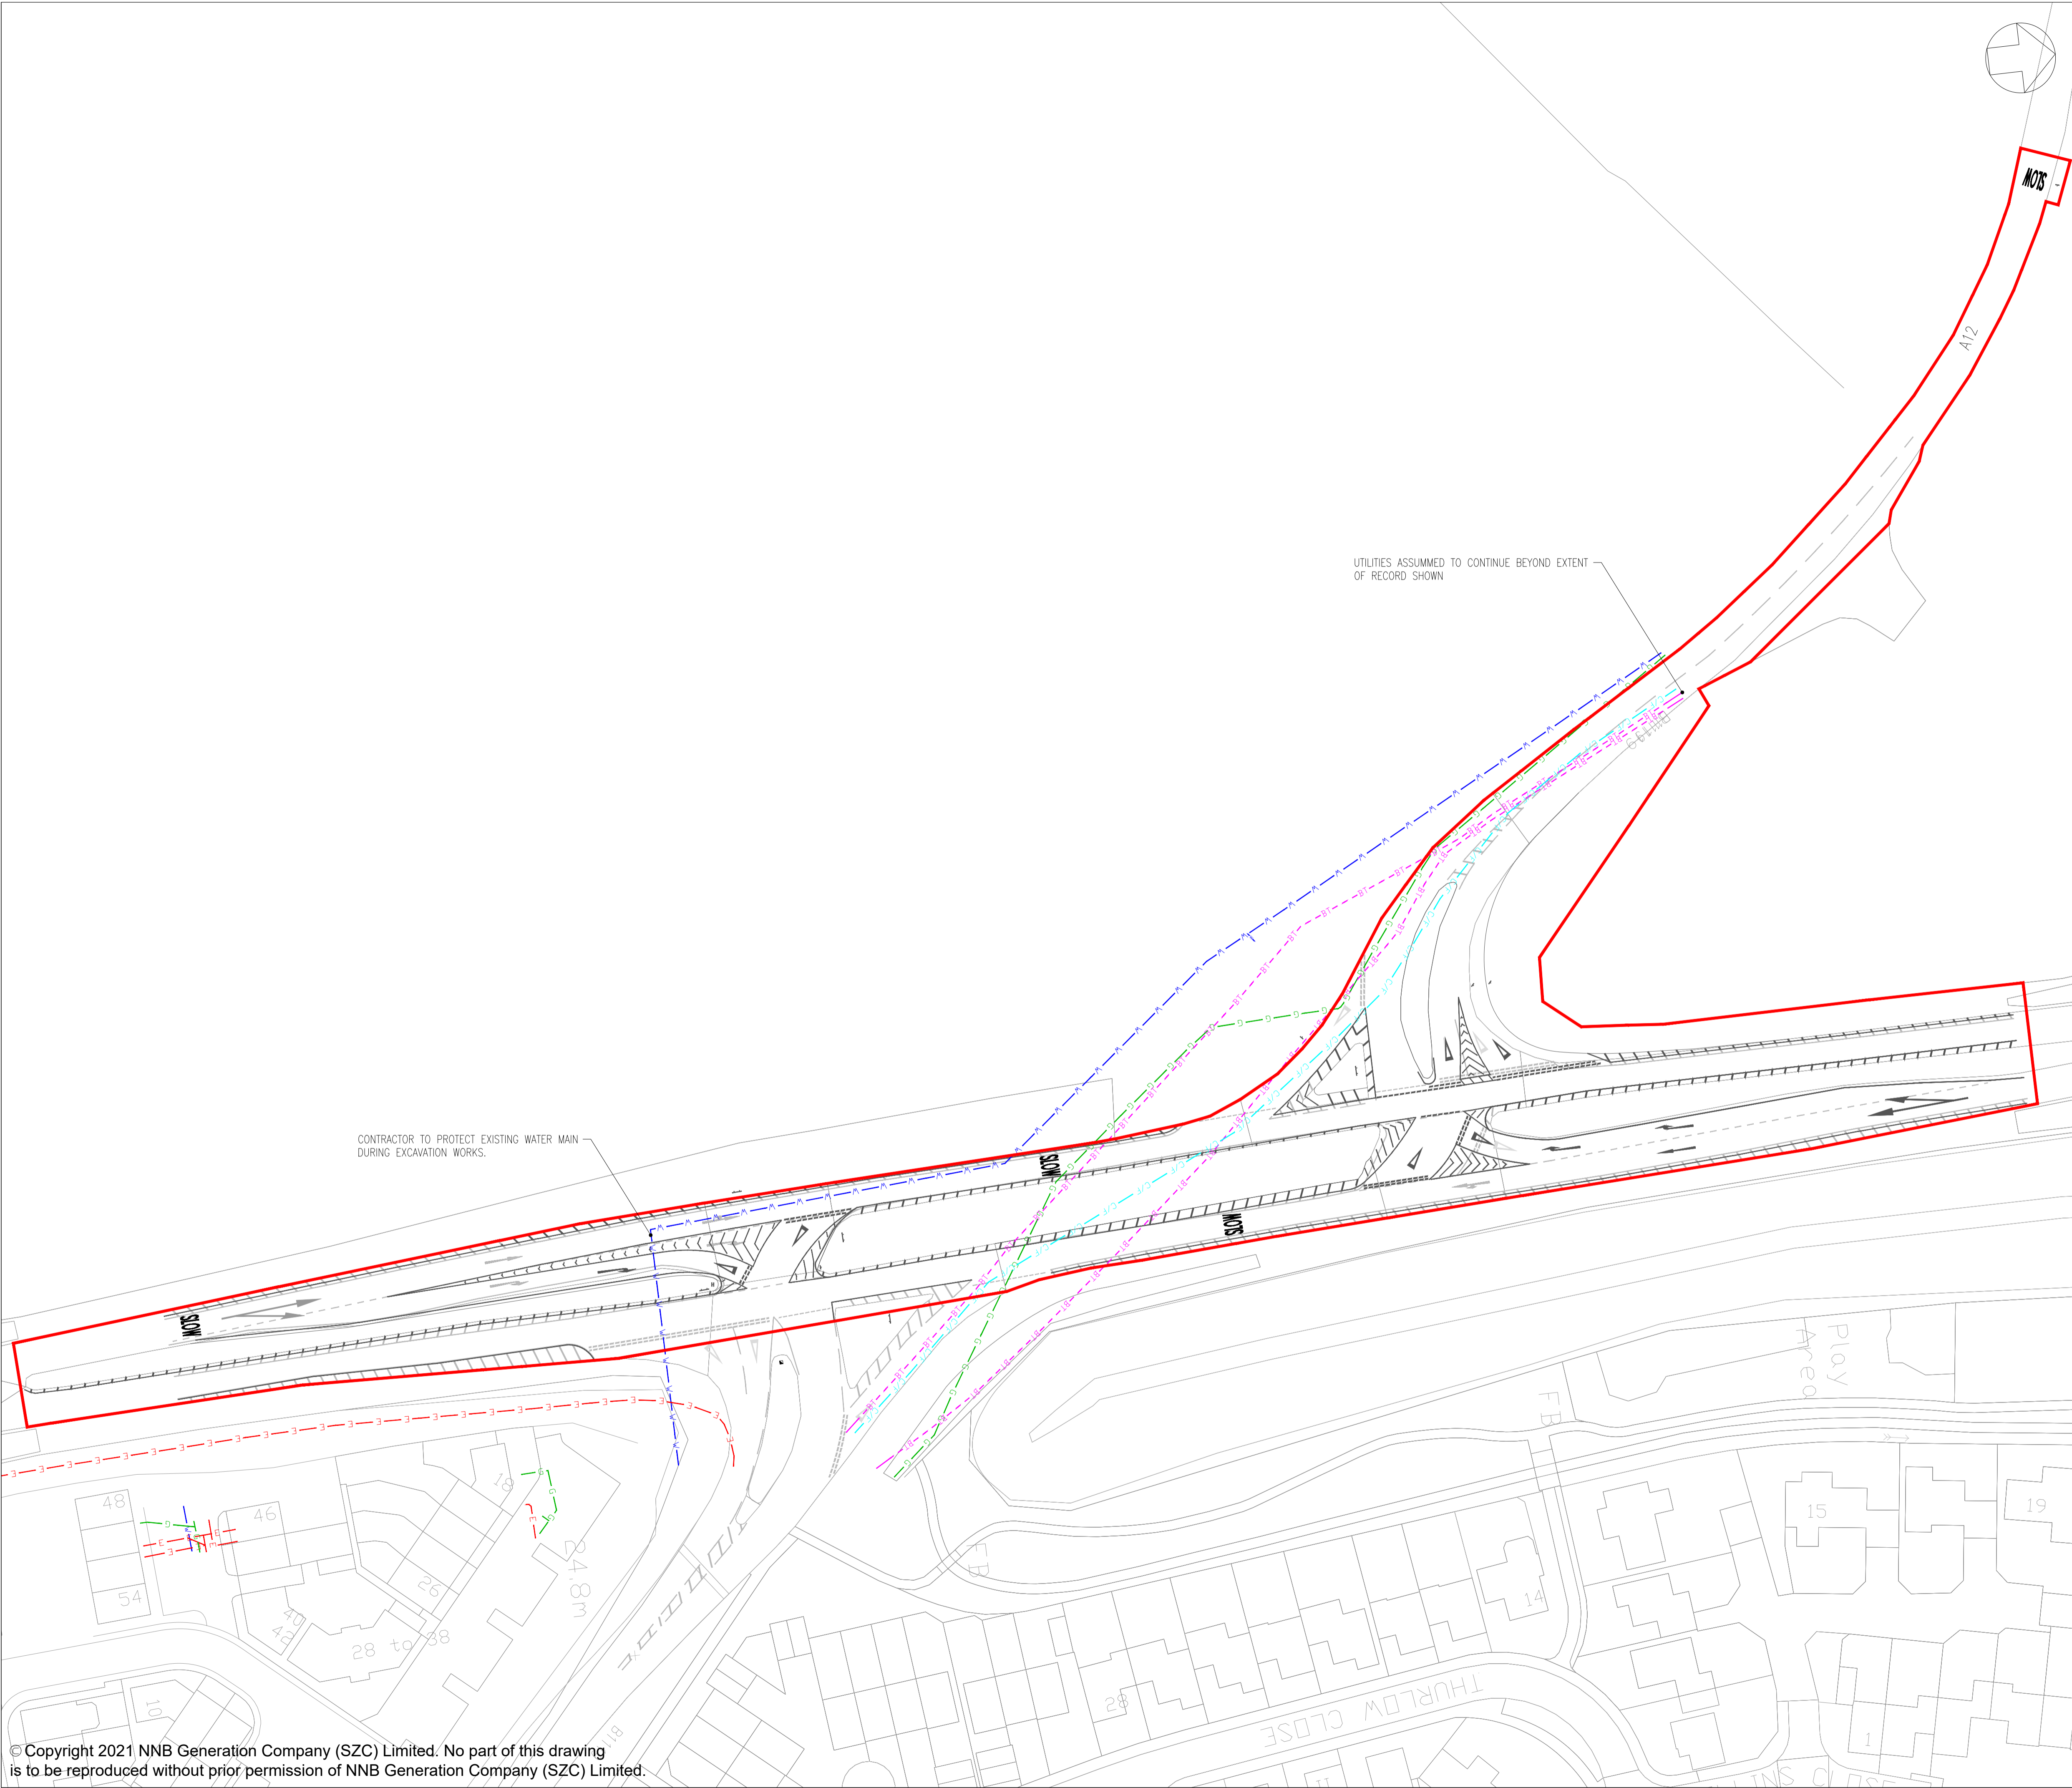 SLOW
A12
UTILITIES ASSUMMED TO CONTINUE BEYOND EXTENT
OF RECORD SHOWN
CONTRACTOR TO PROTECT EXISTING WATER MAIN
DURING EXCAVATION WORKS.
SLOW
SLOW
SLOW
Play
Area
FB
FB
48
46
54
18
26
40
42
28 to 38
24.8m
10
15
19
14
28
11
1
THURLOW CLOSE
© Copyright 2021 NNB Generation Company (SZC) Limited. No part of this drawing
is to be reproduced without prior permission of NNB Generation Company (SZC) Limited.